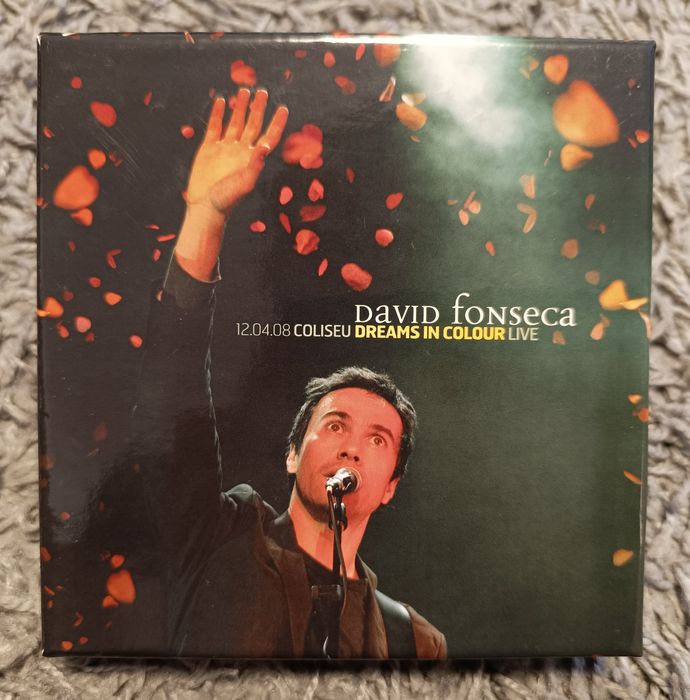 DaVID fonseca
12.04.08 COLISEU DREAMS IN COLOUR LIVE